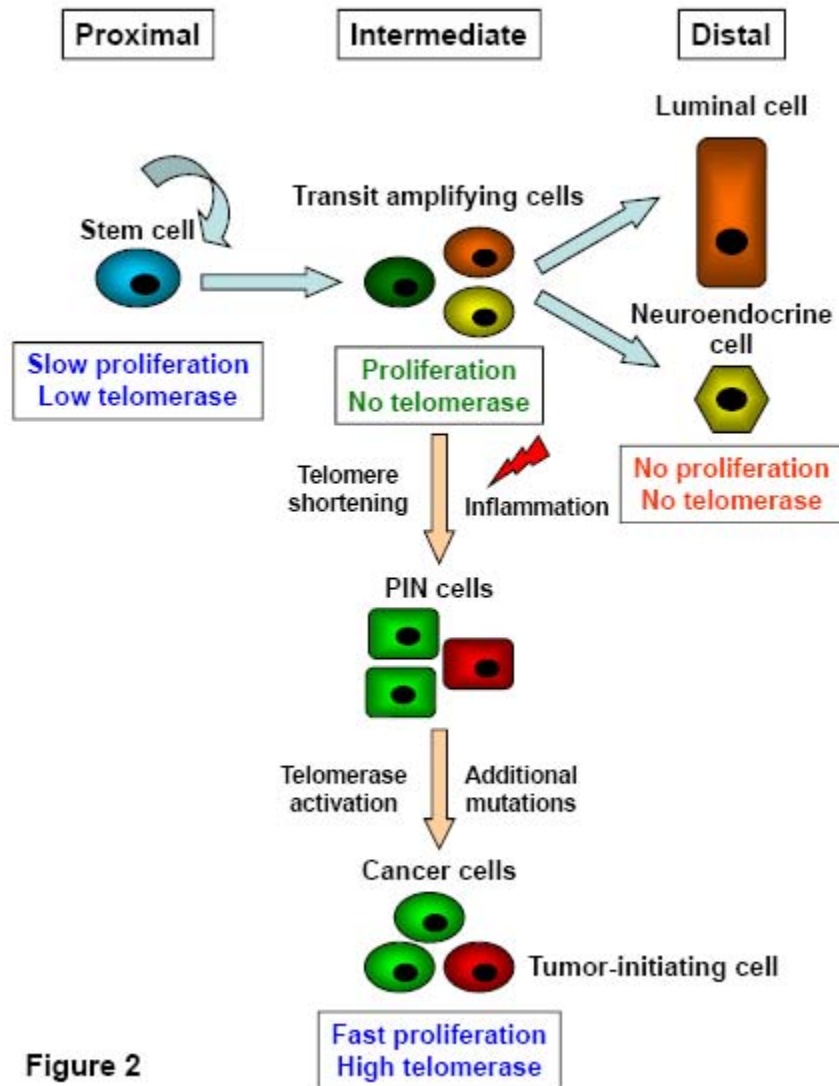 Proximal
Intermediate
Distal
Luminal cell
Transit amplifying cells
Stem cell
Neuroendocrine
cell
Slow proliferation
Low telomerase
Proliferation
No telomerase
No proliferation
No telomerase
Telomere
shortening
Inflammation
PIN cells
Telomerase
activation
Additional
mutations
Cancer cells
Tumor-initiating cell
Fast proliferation
High telomerase
Figure 2